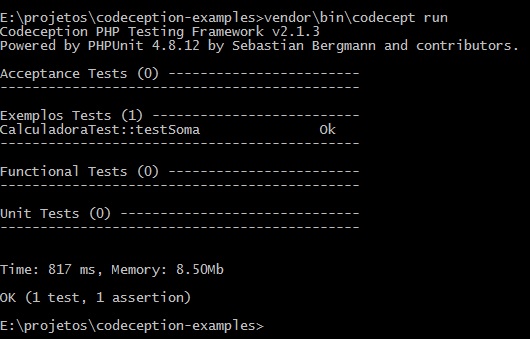 E:\projetos\codeception-examples>vendor\bin\codecept run
Codeception PHP Testing Framework v2.1.3
Powered by PHPUnit 4.8.12 by Sebastian Bergmann and contributors.
Acceptance Tests (0) ------------------------
---------------------------------------------
Exemplos Tests (1) --------------------------
CalculadoraTest::testSoma Ok
---------------------------------------------
Functional Tests (0) ------------------------
---------------------------------------------
Unit Tests (0) ------------------------------
---------------------------------------------
Time: 817 ms, Memory: 8.50Mb
OK (1 test, 1 assertion)
E:\projetos\codeception-examples>